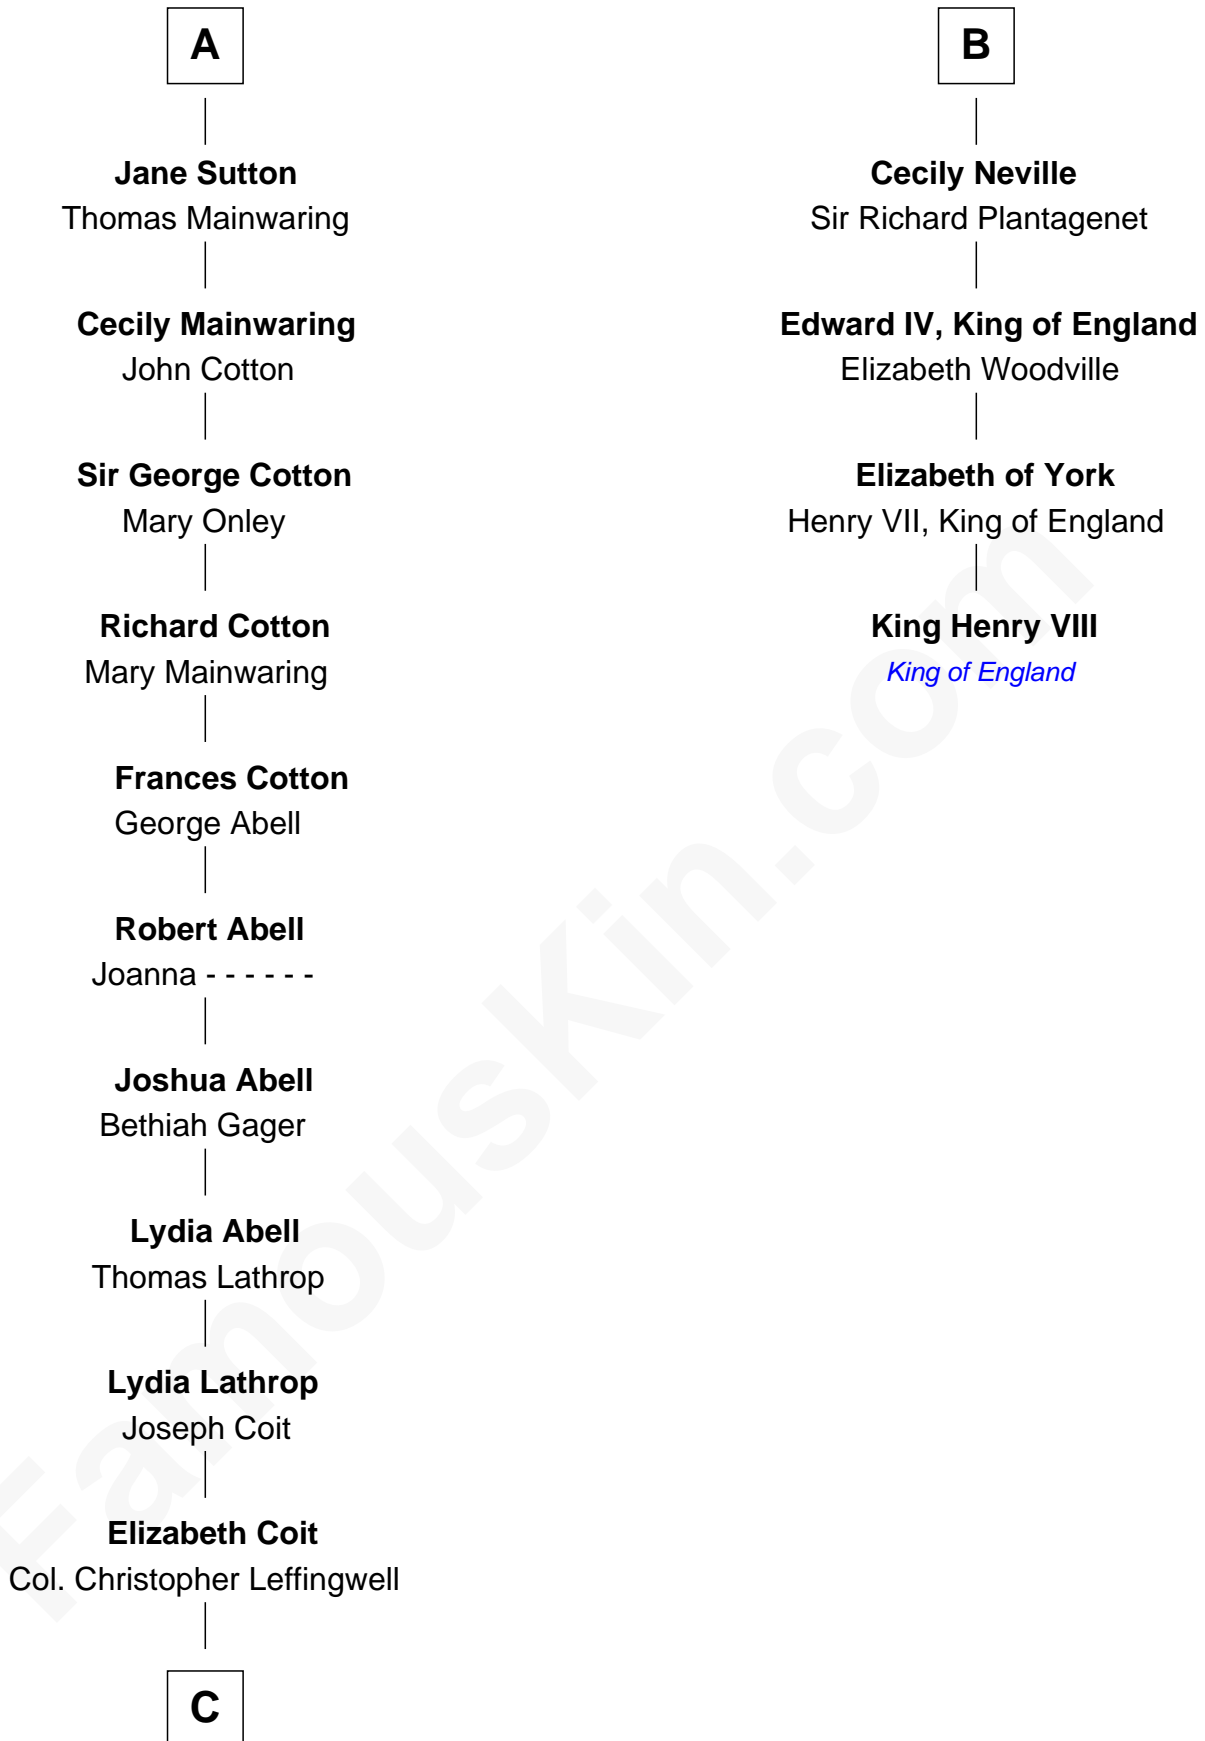 A
Jane Sutton
Thomas Mainwaring
Cecily Mainwaring
John Cotton
Sir George Cotton
Mary Onley
Richard Cotton
Mary Mainwaring
Frances Cotton
George Abell
Robert Abell
Joanna - - - - - -
Joshua Abell
Bethiah Gager
Lydia Abell
Thomas Lathrop
Lydia Lathrop
Joseph Coit
Elizabeth Coit
Col. Christopher Leffingwell
C
B
Cecily Neville
Sir Richard Plantagenet
Edward IV, King of England
Elizabeth Woodville
Elizabeth of York
Henry VII, King of England
King Henry VIII
King of England
FamousKin.com